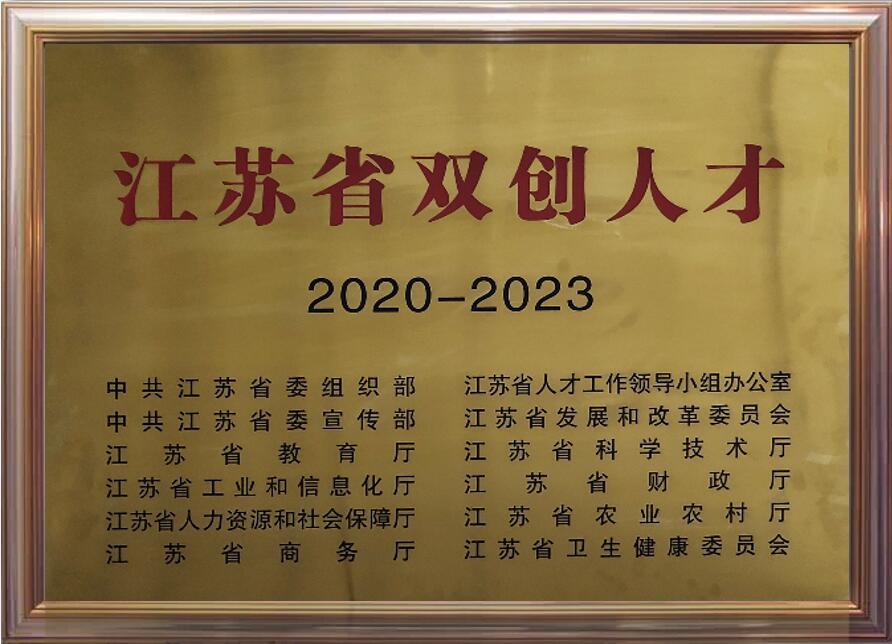 江苏省双创人才
2020-2023
中共江苏省委组织部
江苏省人才工作领导小组办公室
中共江苏省委宣传部
江苏省发展和改革委员会
江苏省教育厅
江苏省科学技术厅
江苏省工业和信息化厅
江苏省财政厅
江苏省人力资源和社会保障厅
江苏省农业农村厅
江苏省商务厅
江苏省卫生健康委员会